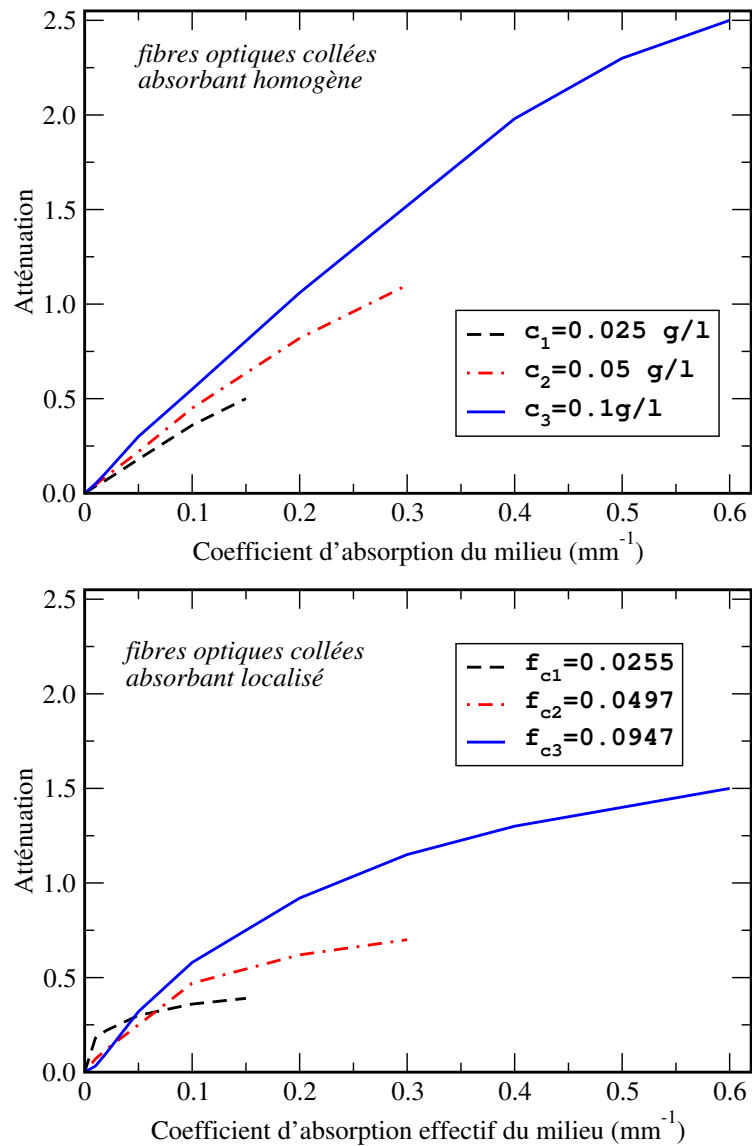 2.5
fibres optiques collées
absorbant homogène
2.0
1.5
Atténuation
1.0
c1=0.025 g/l
c2=0.05 g/l
c3=0.1g/l
0.5
0.0
0 0.1 0.2 0.3 0.4 0.5 0.6
Coefficient d'absorption du milieu (mm-1)
2.5
fibres optiques collées
absorbant localisé
fc1=0.0255
fc2=0.0497
fc3=0.0947
2.0
1.5
Atténuation
1.0
0.5
0.0
0 0.1 0.2 0.3 0.4 0.5 0.6
Coefficient d'absorption effectif du milieu (mm-1)